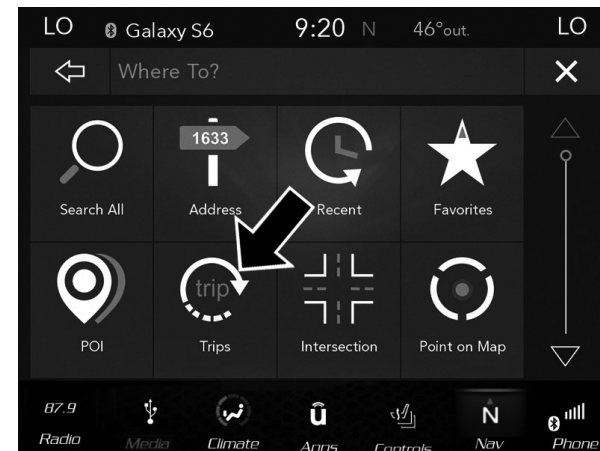 LO Galaxy S6 9:20 N 46°out. LO
Where To?
1633
Search All Address Recent Favorites
trip
POI Trips Intersection Point on Map
87.9 N
Radio Media Climate Apps Controls Nav Phone